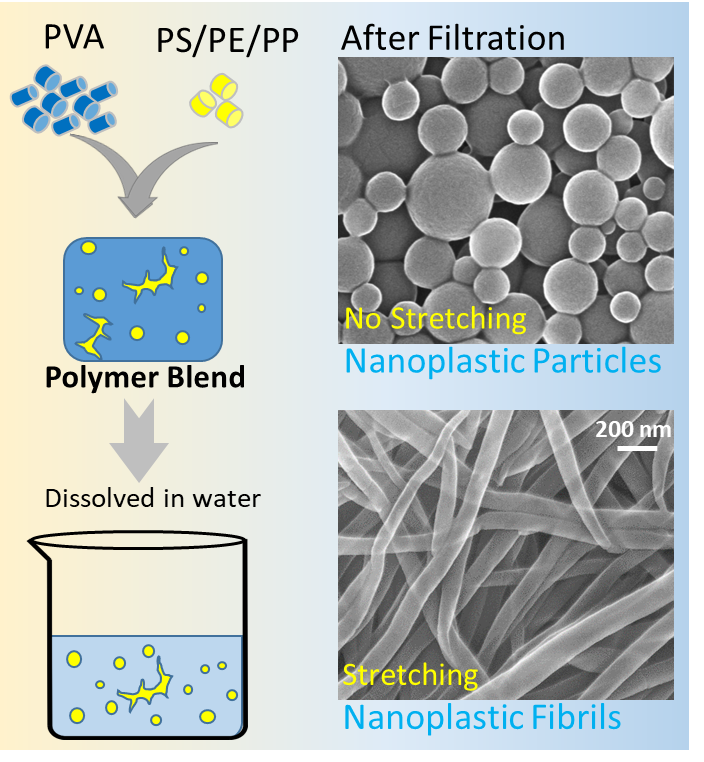 PVA
PS/PE/PP
Polymer Blend
Dissolved in water
After Filtration
No Stretching
Nanoplastic Particles
200 nm
Stretching
Nanoplastic Fibrils